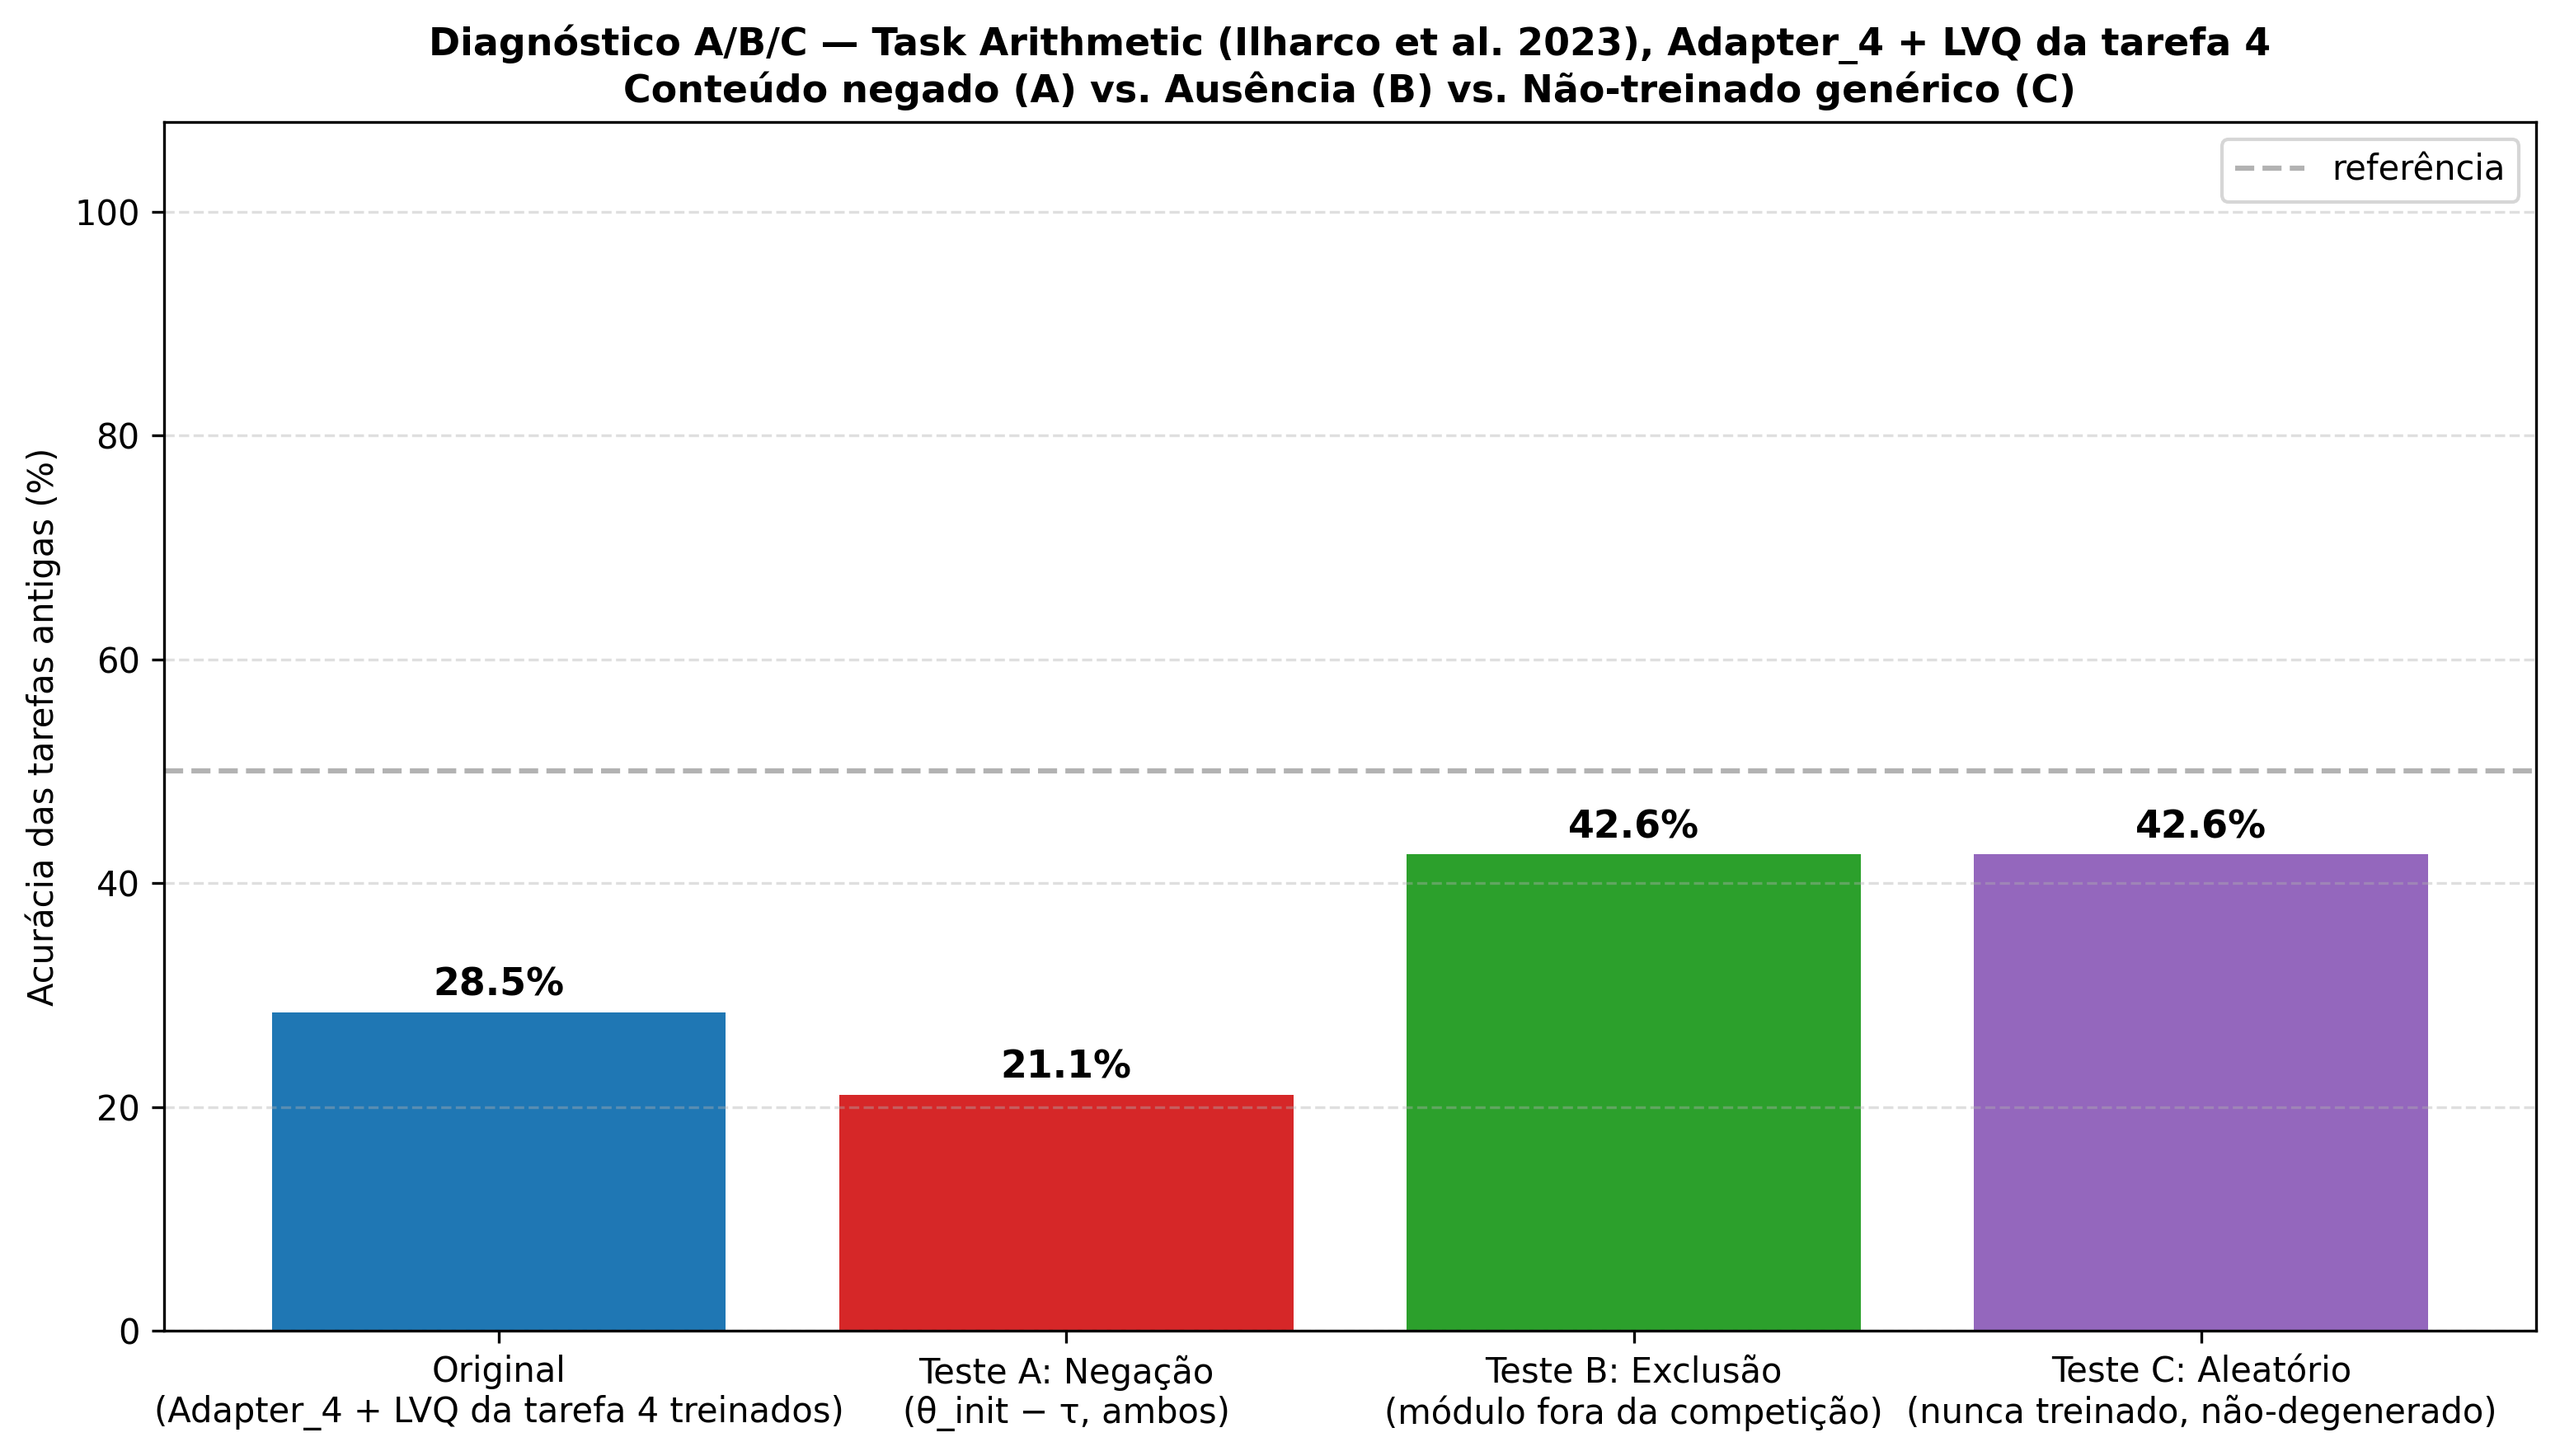 Diagnóstico A/B/C — Task Arithmetic (Ilharco et al. 2023), Adapter_4 + LVQ da tarefa 4
Conteúdo negado (A) vs. Ausência (B) vs. Não-treinado genérico (C)
referência
100
80
60
40
20
0
Acurácia das tarefas antigas (%)
28.5%
21.1%
42.6%
42.6%
Original
(Adapter_4 + LVQ da tarefa 4 treinados)
Teste A: Negação
(θ_init − τ, ambos)
Teste B: Exclusão
(módulo fora da competição)
Teste C: Aleatório
(nunca treinado, não-degenerado)